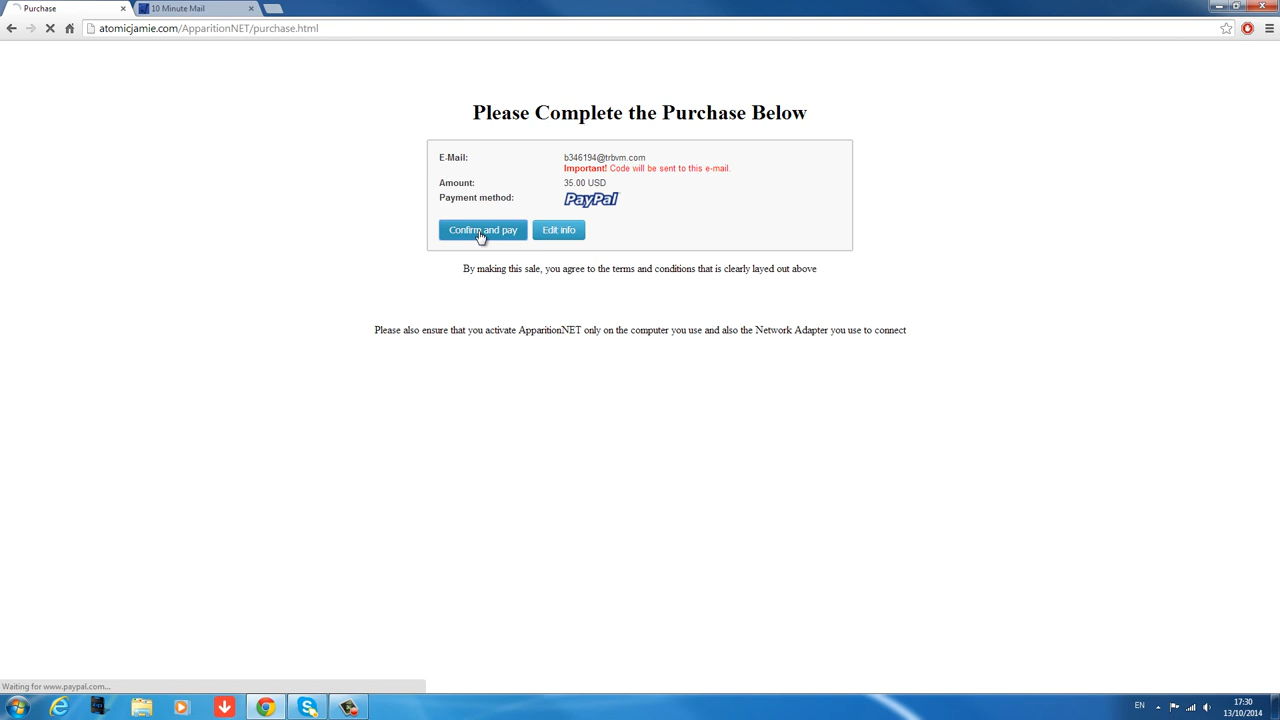 Purchase
10 Minute Mail
atomicjamie.com/ApparitionNET/purchase.html
Please Complete the Purchase Below
E-Mail: b346194@trbvm.com
Important! Code will be sent to this e-mail.
Amount: 35.00 USD
Payment method: PayPal
Confirm and pay Edit info
By making this sale, you agree to the terms and conditions that is clearly layed out above
Please also ensure that you activate ApparitionNET only on the computer you use and also the Network Adapter you use to connect
Waiting for www.paypal.com...
EN
17:30
13/10/2014